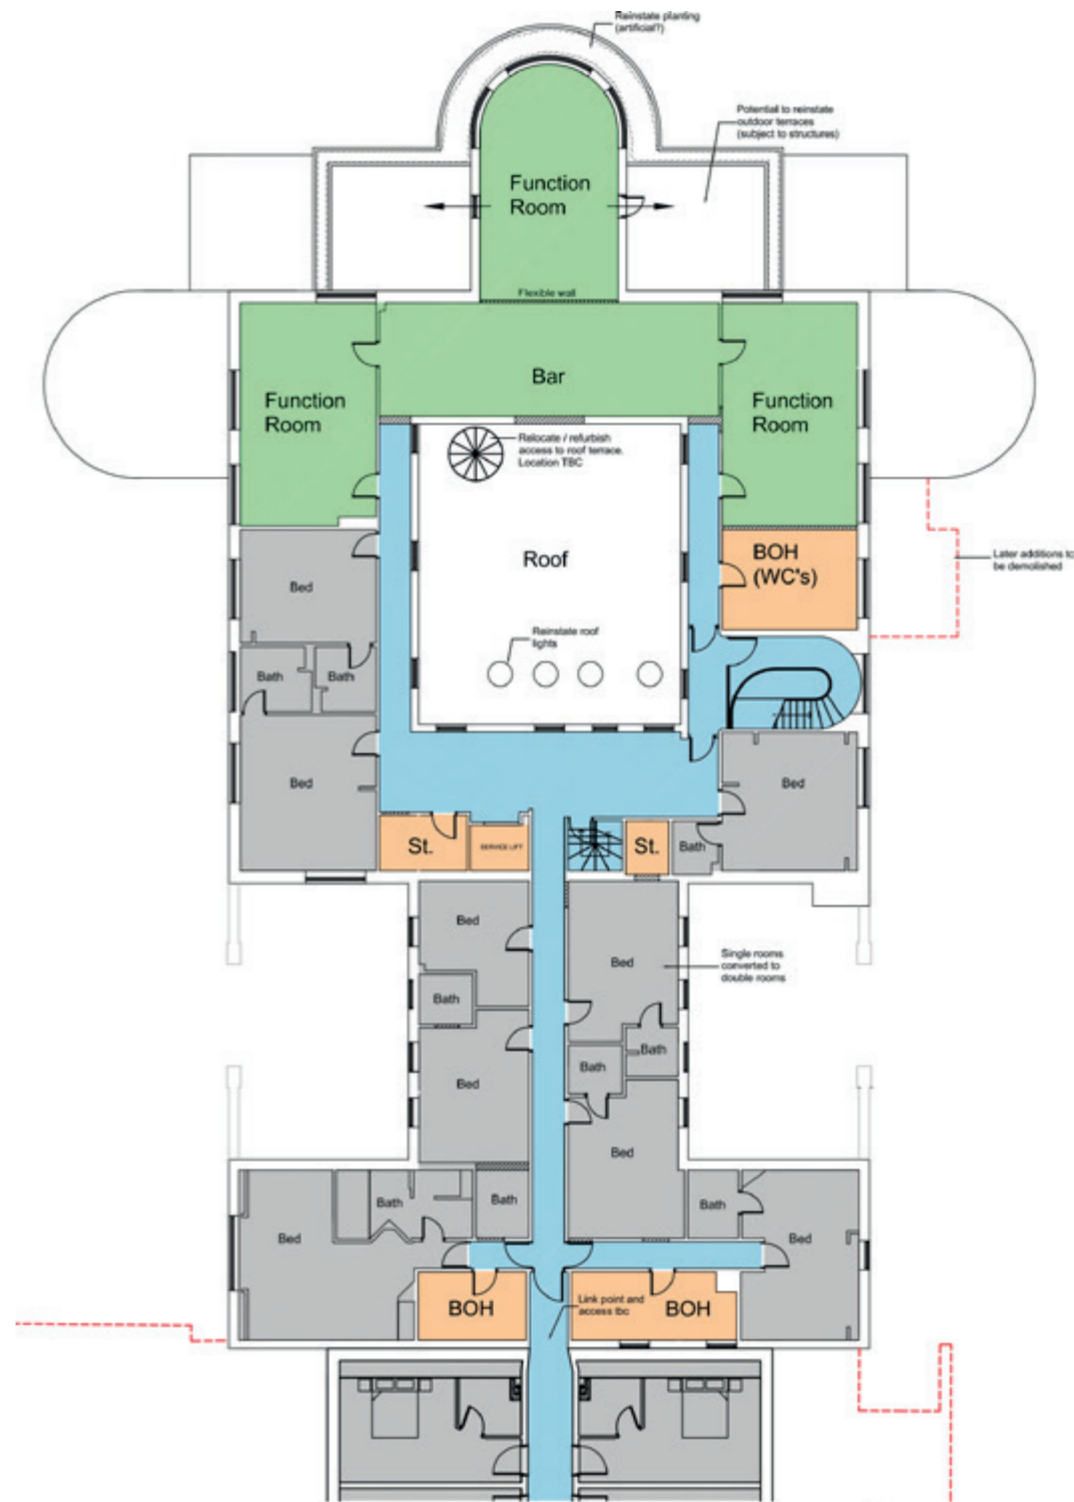 Reinstate planting
(artificial?)
Potential to reinstate
outdoor terraces
(subject to structures)
Function
Room
Flexible wall
Bar
Function
Room
Function
Room
Relocate / refurbish
access to roof terrace.
Location TBC
Roof
BOH
(WC's)
Later additions to
be demolished
Bed
Reinstate roof
lights
Bath
Bath
Bed
Bed
St.
SERVICE LIFT
St.
Bath
Bed
Bed
Single rooms
converted to
double rooms
Bath
Bath
Bath
Bed
Bed
Bath
Bath
Bath
Bed
Bed
BOH
Link point and
access tbc
BOH